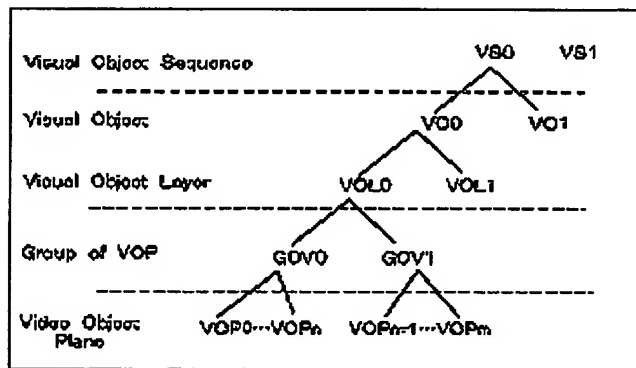 Visual Object Sequence VS0 VS1
Visual Object VO0 VO1
Visual Object Layer VOL0 VOL1
Group of VOP GOV0 GOV1
Video Object Plane VOP0···VOPn VOPn-1···VOPm